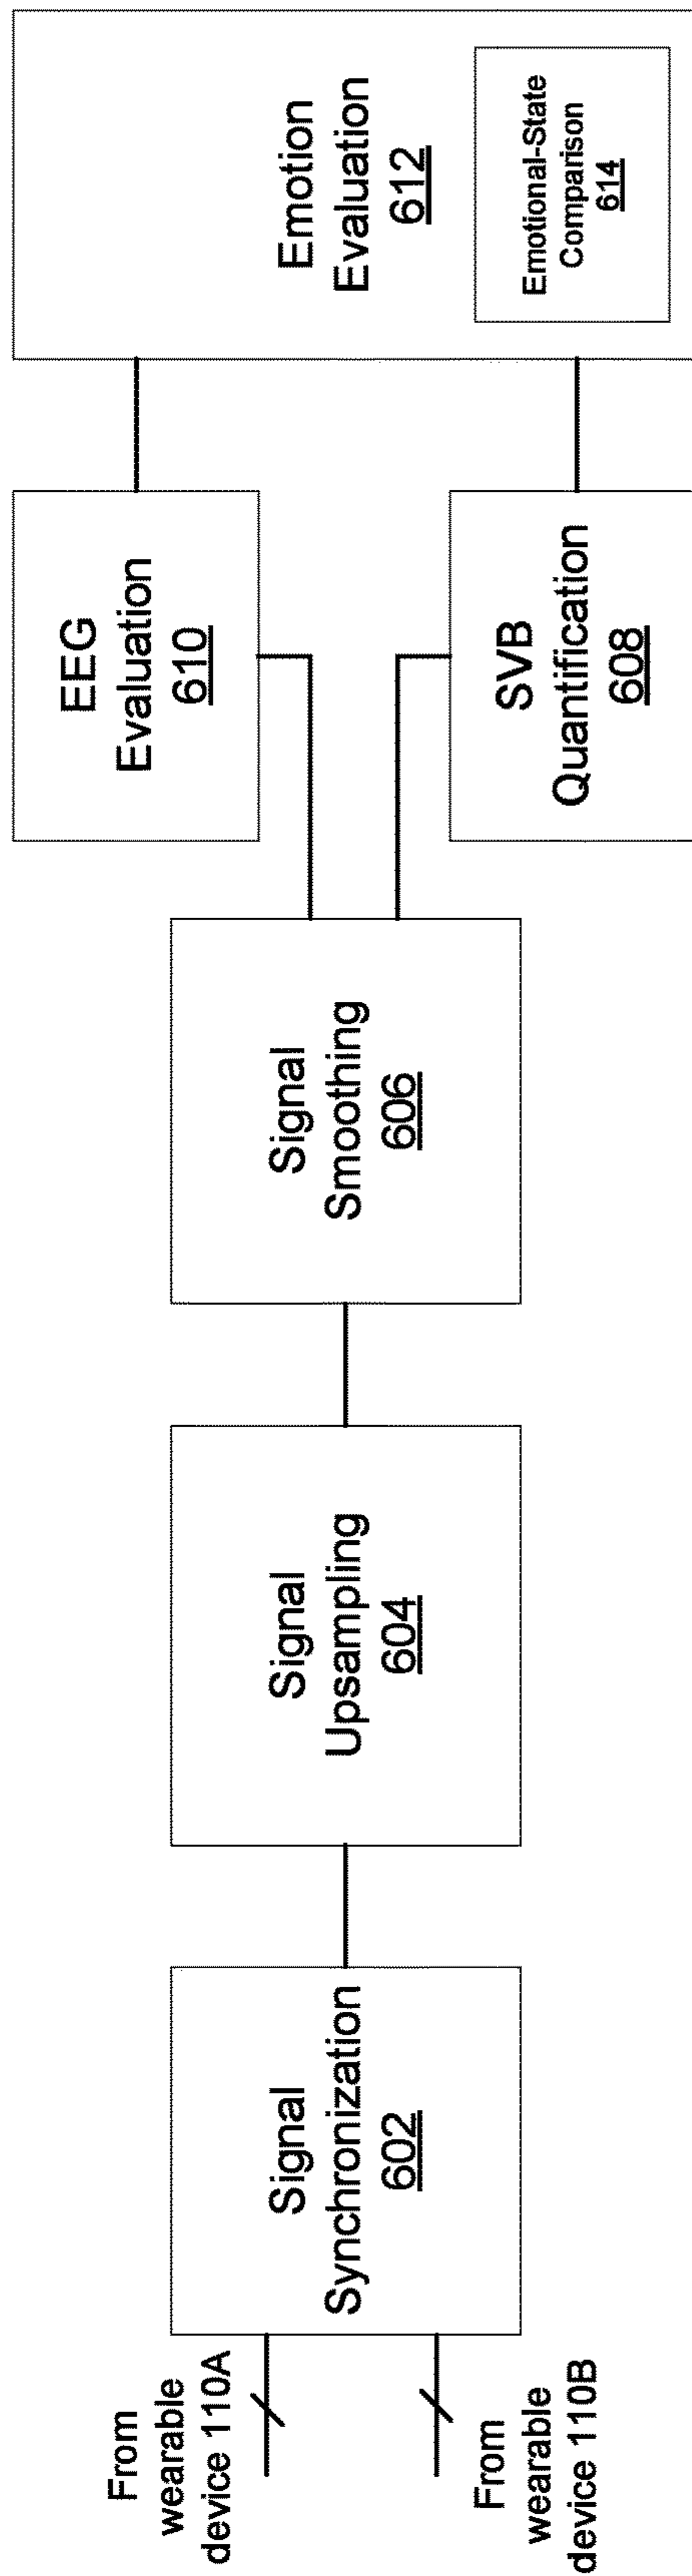 From
wearable
device 110A
From
wearable
device 110B
Signal
Synchronization
602
Signal
Upsampling
604
Signal
Smoothing
606
EEG
Evaluation
610
SVB
Quantification
608
Emotion
Evaluation
612
Emotional-State
Comparison
614